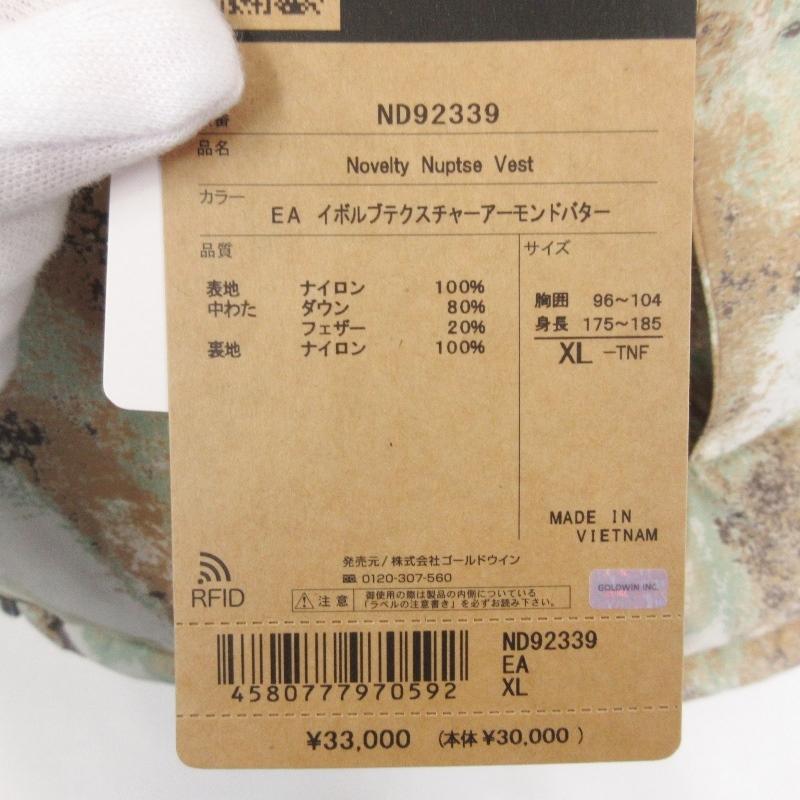 番 ND92339
品名 Novelty Nuptse Vest
カラー EA イボルブテクスチャーアーモンドバター
品質
表地 ナイロン 100%
中わた ダウン 80%
フェザー 20%
裏地 ナイロン 100%
サイズ
胸囲 96~104
身長 175~185
XL -TNF
MADE IN
VIETNAM
発売元/株式会社ゴールドウイン
0120-307-560
RFID
注意 御使用の際は製品の内側についている
「ラベルの注意書き」を必ずお読み下さい。
GOLDWIN INC.
4580777970592
ND92339
EA
XL
¥33,000 (本体 ¥30,000 )